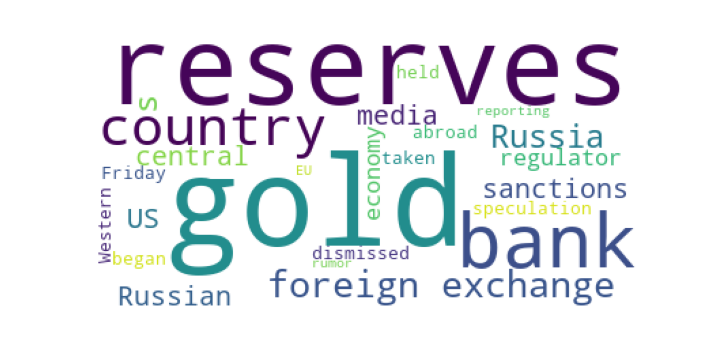 reserves
held
s
reporting
country
media
abroad
Russia
central
economy
taken
regulator
Friday
EU
gold
sanctions
Western
US
speculation
bank
began
dismissed
rumor
Russian
foreign exchange